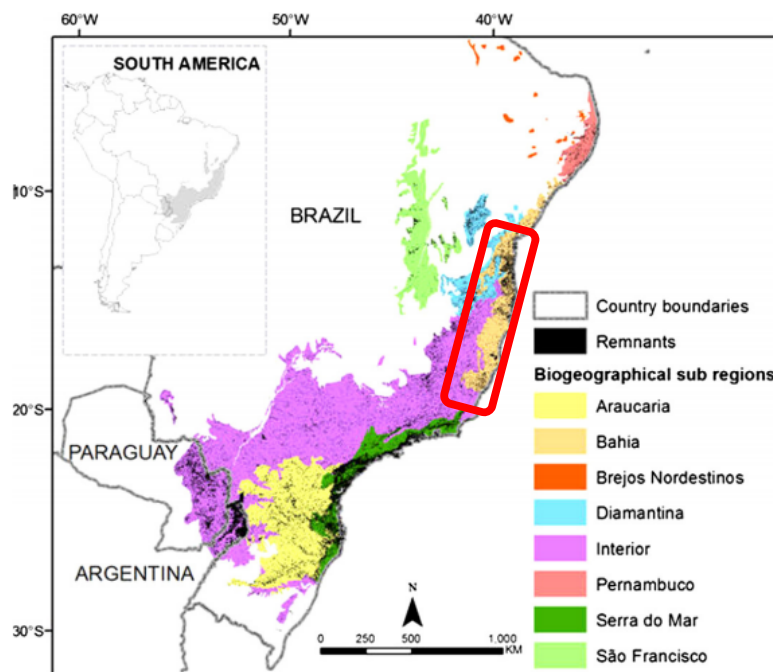 60°W 50°W 40°W
SOUTH AMERICA
10°S
BRAZIL
Country boundaries
Remnants
Biogeographical sub regions
Araucaria
Bahia
Brejos Nordestinos
Diamantina
Interior
Pernambuco
Serra do Mar
São Francisco
20°S
PARAGUAY
ARGENTINA
30°S
N
0 250 500 1.000
KM